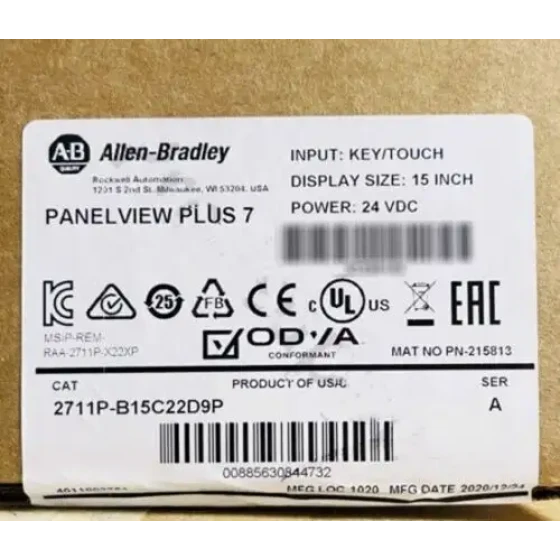 AB Allen-Bradley
Rockwell Automation
1201 S 2nd St. Milwaukee, WI 53204, USA
INPUT: KEY/TOUCH
DISPLAY SIZE: 15 INCH
PANELVIEW PLUS 7
POWER: 24 VDC
25 FB CE c UL US EAC
MSIP-REM-
RAA-2711P-X22XP
ODVA
CONFORMANT
MAT NO PN-215813
CAT
PRODUCT OF
SER
2711P-B15C22D9P
A
00885630844732
MFG LOC 1020 MFG DATE 2020/12/24